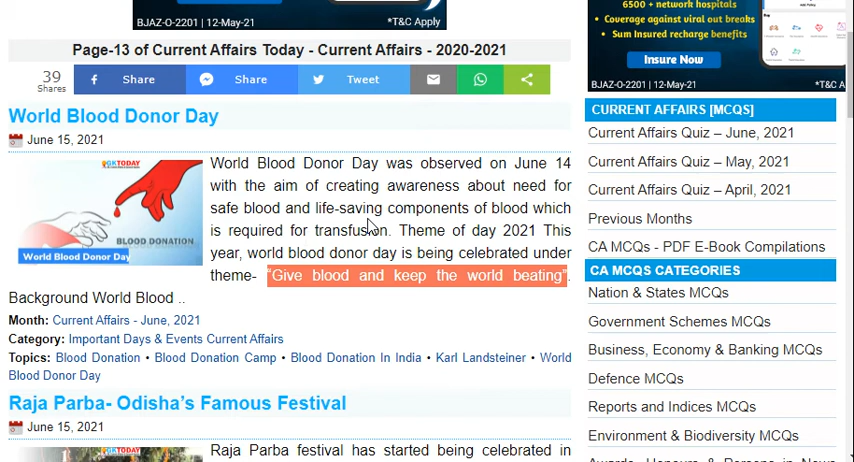 6500 + network hospitals
• Coverage against viral out breaks
• Sum Insured recharge benefits
Insure Now
BJAZ-O-2201 | 12-May-21
*T&C Apply
BJAZ-O-2201 | 12-May-21
*T&C A
Page-13 of Current Affairs Today - Current Affairs - 2020-2021
39
Shares
Share
Share
Tweet
World Blood Donor Day
June 15, 2021
GKTODAY
BLOOD DONATION
World Blood Donor Day
World Blood Donor Day was observed on June 14
with the aim of creating awareness about need for
safe blood and life-saving components of blood which
is required for transfusion. Theme of day 2021 This
year, world blood donor day is being celebrated under
theme- “Give blood and keep the world beating”.
Background World Blood ..
Month: Current Affairs - June, 2021
Category: Important Days & Events Current Affairs
Topics: Blood Donation • Blood Donation Camp • Blood Donation In India • Karl Landsteiner • World
Blood Donor Day
Raja Parba- Odisha’s Famous Festival
June 15, 2021
GKTODAY
Raja Parba festival has started being celebrated in
CURRENT AFFAIRS [MCQS]
Current Affairs Quiz – June, 2021
Current Affairs Quiz – May, 2021
Current Affairs Quiz – April, 2021
Previous Months
CA MCQs - PDF E-Book Compilations
CA MCQS CATEGORIES
Nation & States MCQs
Government Schemes MCQs
Business, Economy & Banking MCQs
Defence MCQs
Reports and Indices MCQs
Environment & Biodiversity MCQs
Awards, Honours & Persons in News